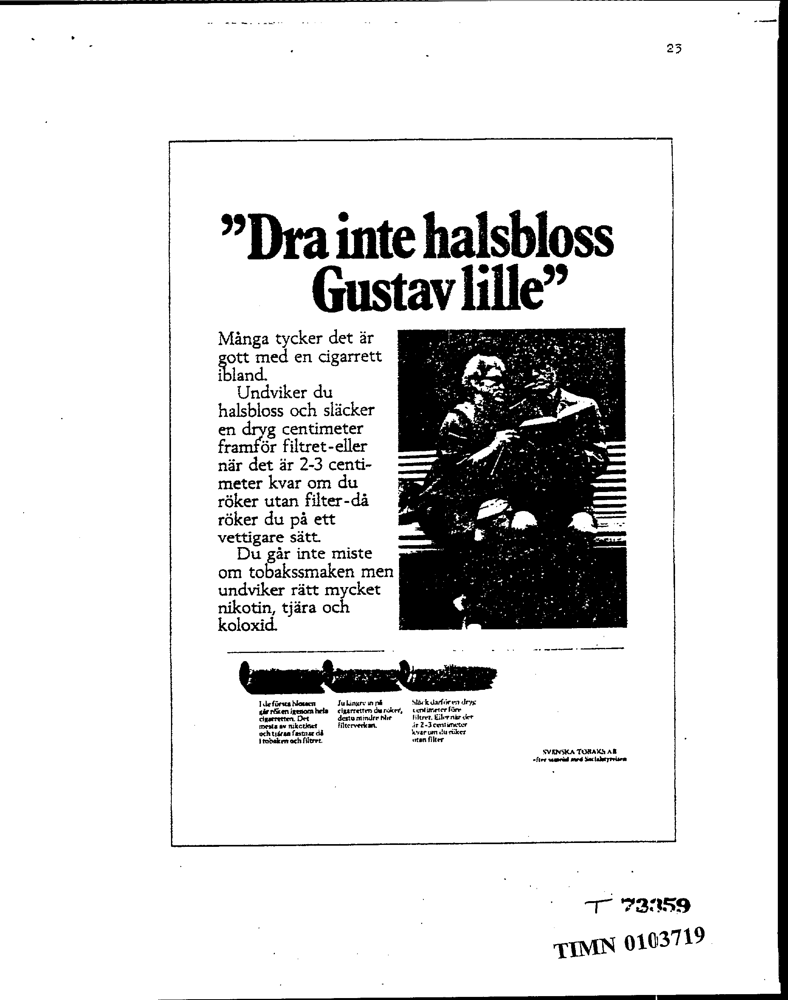 23
”Dra inte halsbloss
Gustav lille”
Många tycker det är
gott med en cigarrett
ibland.
Undviker du
halsbloss och släcker
en dryg centimeter
framför filtret-eller
när det är 2-3 centi-
meter kvar om du
röker utan filter-då
röker du på ett
vettigare sätt.
Du går inte miste
om tobakssmaken men
undviker rätt mycket
nikotin, tjära och
koloxid.
I de första blossen
går röken igenom hela
cigarretten. Det
mesta av nikotinet
och tjäran fastnar då
i tobaken och filtret.
Ju längre in på
cigarretten du röker,
desto mindre blir
filterverkan.
Släck därför en dryg
centimeter före
filtret. Eller när det
är 2-3 centimeter
kvar om du röker
utan filter
SVENSKA TOBAKS AB
efter samråd med Socialstyrelsen
T 73359
TIMN 0103719